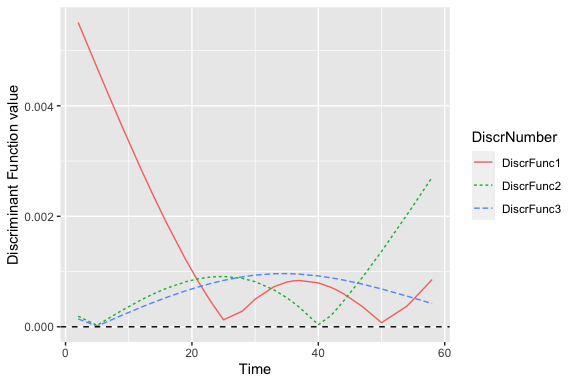 Discriminant Function value
0.004
0.002
0.000
0
20
40
60
Time
DiscrNumber
DiscrFunc1
DiscrFunc2
DiscrFunc3